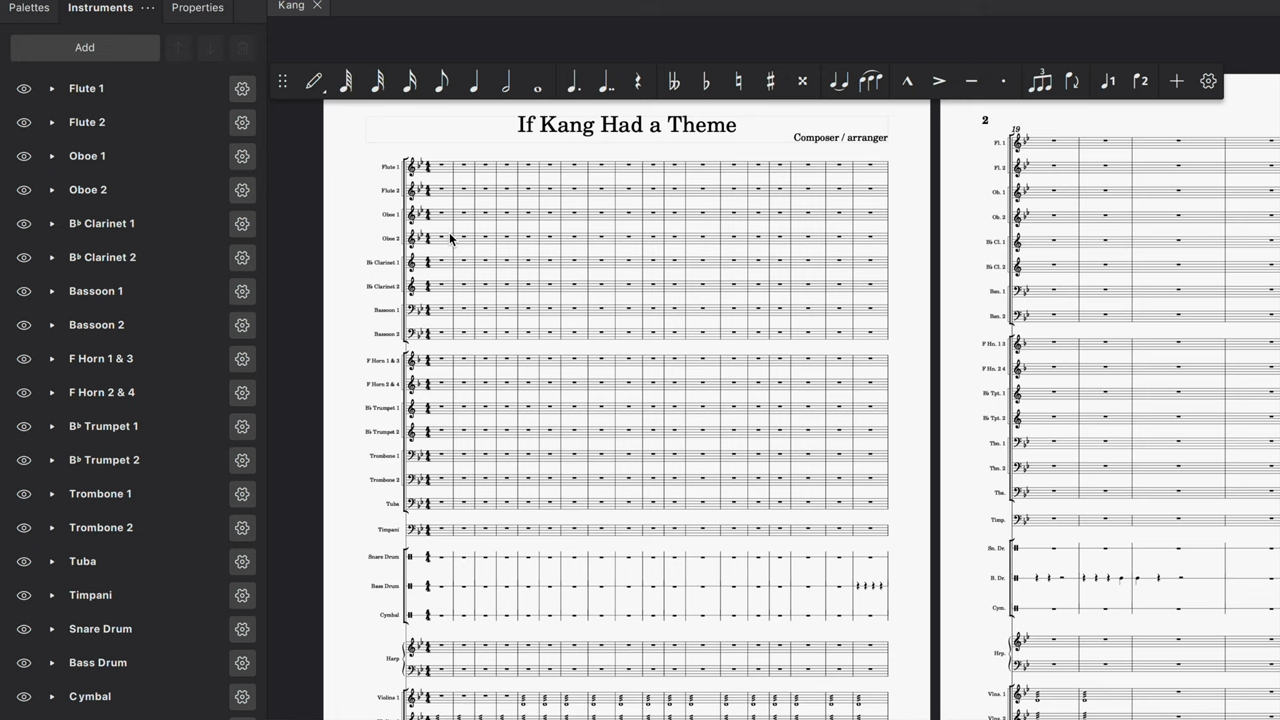 Palettes
Instruments
Properties
Kang
Add
Flute 1
Flute 2
Oboe 1
Oboe 2
B♭ Clarinet 1
B♭ Clarinet 2
Bassoon 1
Bassoon 2
F Horn 1 & 3
F Horn 2 & 4
B♭ Trumpet 1
B♭ Trumpet 2
Trombone 1
Trombone 2
Tuba
Timpani
Snare Drum
Bass Drum
Cymbal
3
1
2
If Kang Had a Theme
Composer / arranger
Flute 1
Flute 2
Oboe 1
Oboe 2
B♭ Clarinet 1
B♭ Clarinet 2
Bassoon 1
Bassoon 2
F Horn 1 & 3
F Horn 2 & 4
B♭ Trumpet 1
B♭ Trumpet 2
Trombone 1
Trombone 2
Tuba
Timpani
Snare Drum
Bass Drum
Cymbal
Harp
Violins 1
2
19
Fl. 1
Fl. 2
Ob. 1
Ob. 2
B♭ Cl. 1
B♭ Cl. 2
Bsn. 1
Bsn. 2
F Hn. 1 3
F Hn. 2 4
B♭ Tpt. 1
B♭ Tpt. 2
Tbn. 1
Tbn. 2
Tba.
Timp.
Sn. Dr.
B. Dr.
Cym.
Hrp.
Vlns. 1